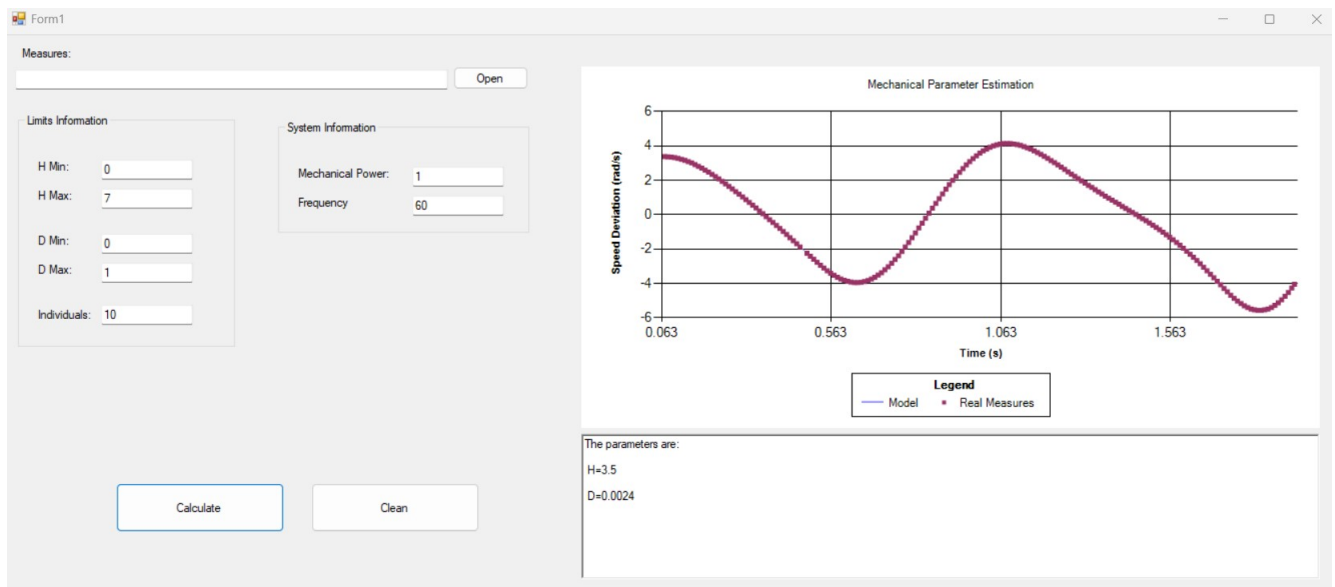 Form1
Measures:
Open
Limits Information
H Min: 0
H Max: 7
D Min: 0
D Max: 1
Individuals: 10
System Information
Mechanical Power: 1
Frequency 60
Calculate
Clean
Mechanical Parameter Estimation
Speed Deviation (rad/s)
6
4
2
0
-2
-4
-6
0.063 0.563 1.063 1.563
Time (s)
Legend
Model Real Measures
The parameters are:
H=3.5
D=0.0024